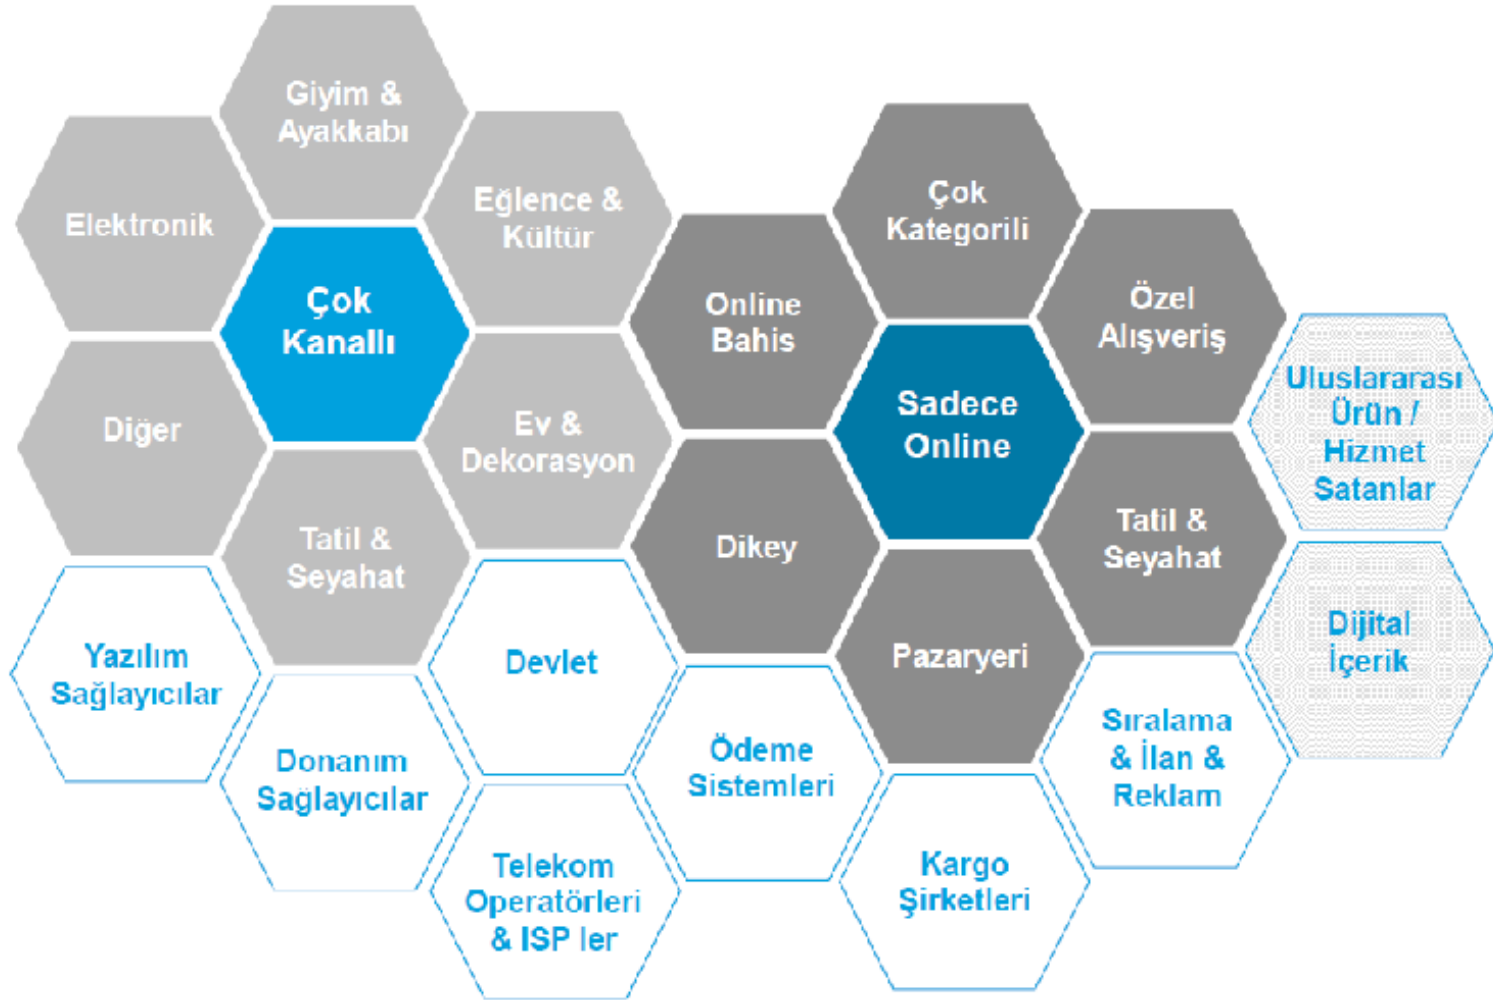 Giyim &
Ayakkabı
Elektronik
Eğlence &
Kültür
Çok
Kanallı
Diğer
Ev &
Dekorasyon
Tatil &
Seyahat
Çok
Kategorili
Online
Bahis
Özel
Alışveriş
Sadece
Online
Dikey
Tatil &
Seyahat
Pazaryeri
Uluslararası
Ürün /
Hizmet
Satanlar
Dijital
İçerik
Yazılım
Sağlayıcılar
Donanım
Sağlayıcılar
Devlet
Telekom
Operatörleri
& ISP ler
Ödeme
Sistemleri
Kargo
Şirketleri
Sıralama
& İlan &
Reklam